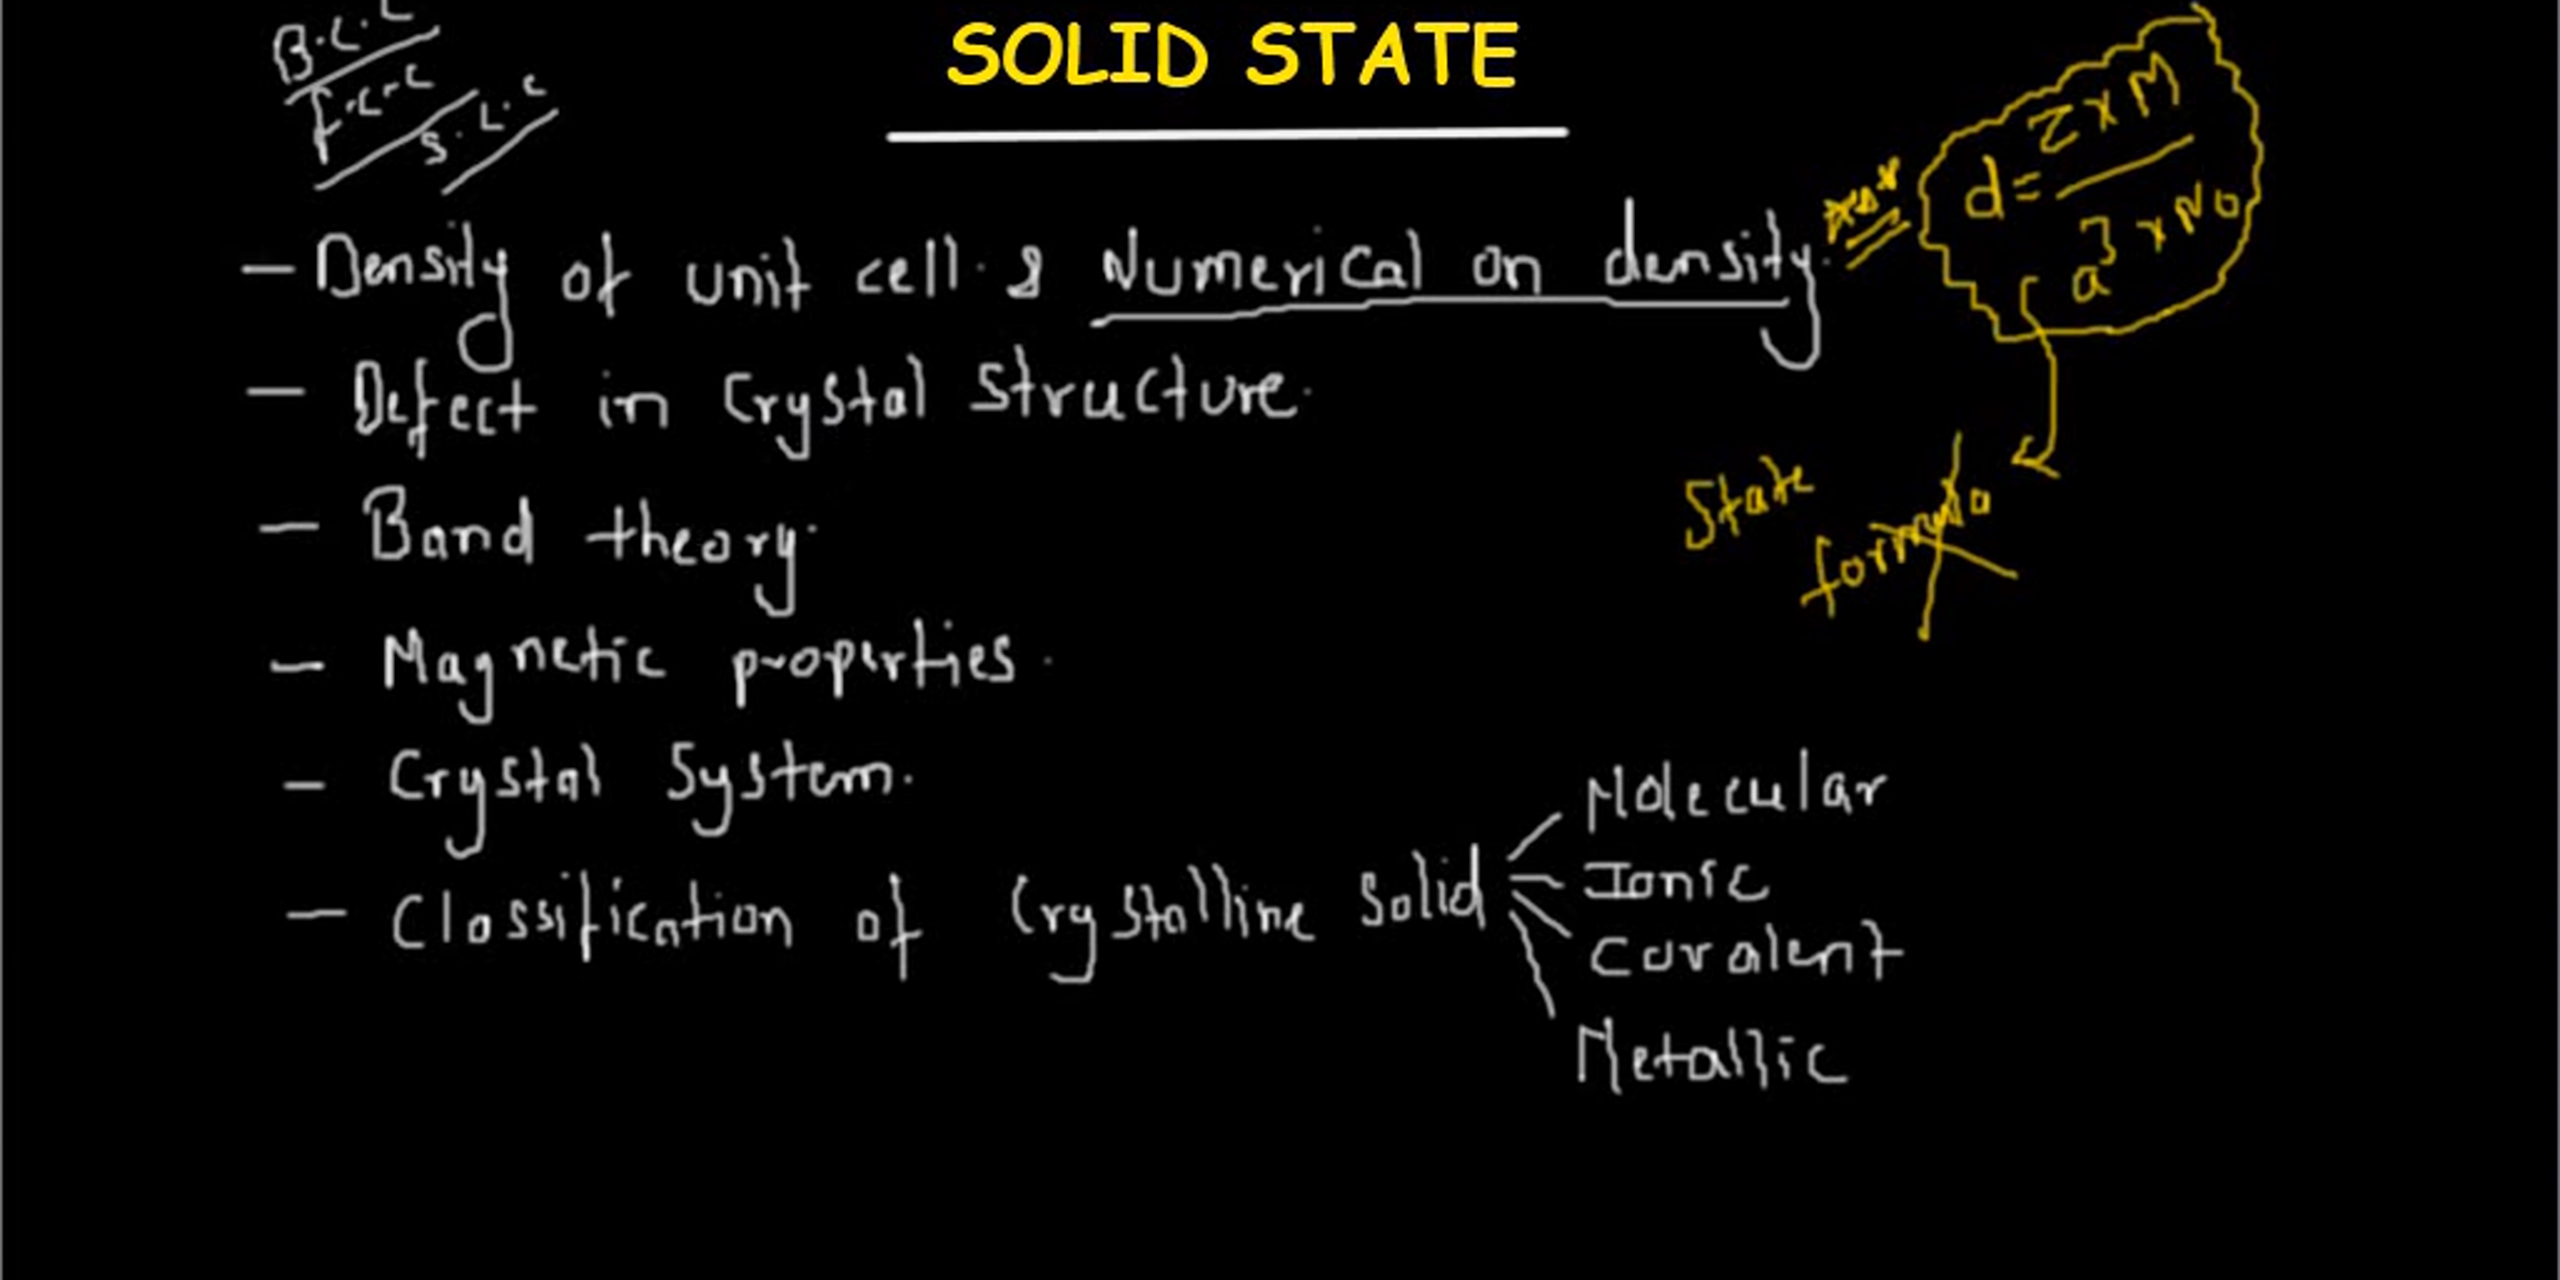 B.C.C
F.C.C
S.C.C
SOLID STATE
d = Z × M
a³ × No
– Density of unit cell & Numerical on density.
– Defect in Crystal Structure.
State
formula
– Band theory.
– Magnetic properties.
– Crystal System.
– Classification of Crystalline Solid
Molecular
Ionic
Covalent
Metallic